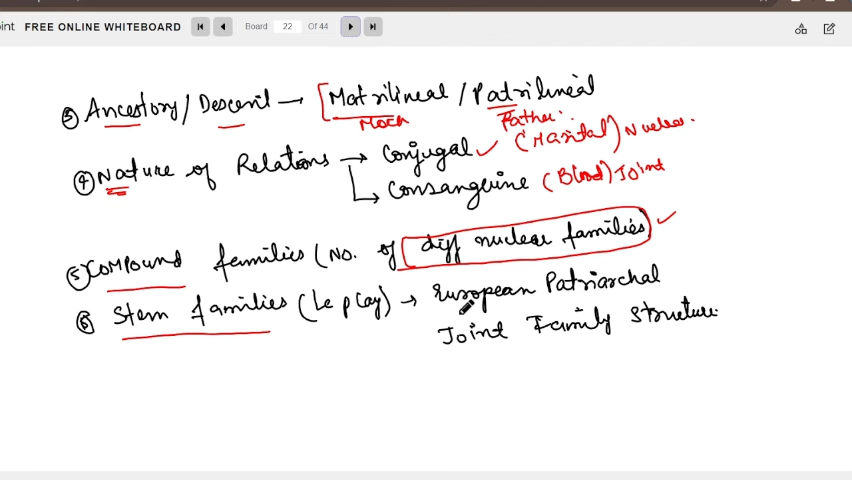 oint FREE ONLINE WHITEBOARD Board 22 Of 44
③ Ancestory / Descent → [Matrilineal / Patrilineal
Moth Father
④ Nature of Relations → Conjugal ✓ (Marital) Nuclear.
↳ Consanguine (Blood) Joint
⑤ Compound families (No. of diff nuclear families ✓
⑥ Stem families (Le play) → European Patriarchal
Joint Family Structure